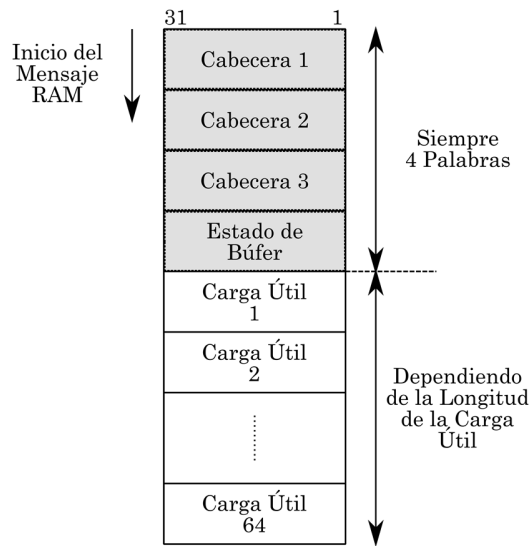 31 1
Inicio del
Mensaje
RAM
Cabecera 1
Cabecera 2
Cabecera 3
Estado de
Búfer
Siempre
4 Palabras
Carga Útil
1
Carga Útil
2
Carga Útil
64
Dependiendo
de la Longitud
de la Carga
Útil